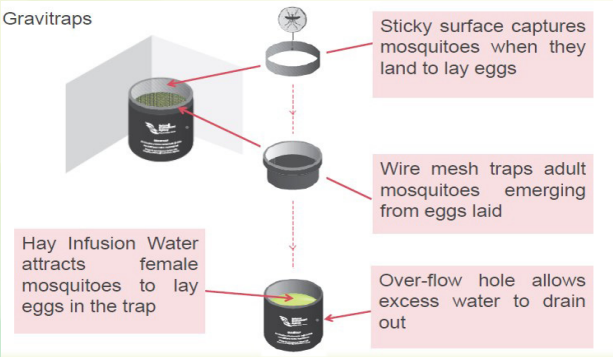 Gravitraps
Sticky surface captures
mosquitoes when they
land to lay eggs
Wire mesh traps adult
mosquitoes emerging
from eggs laid
Hay Infusion Water
attracts female
mosquitoes to lay
eggs in the trap
Over-flow hole allows
excess water to drain
out